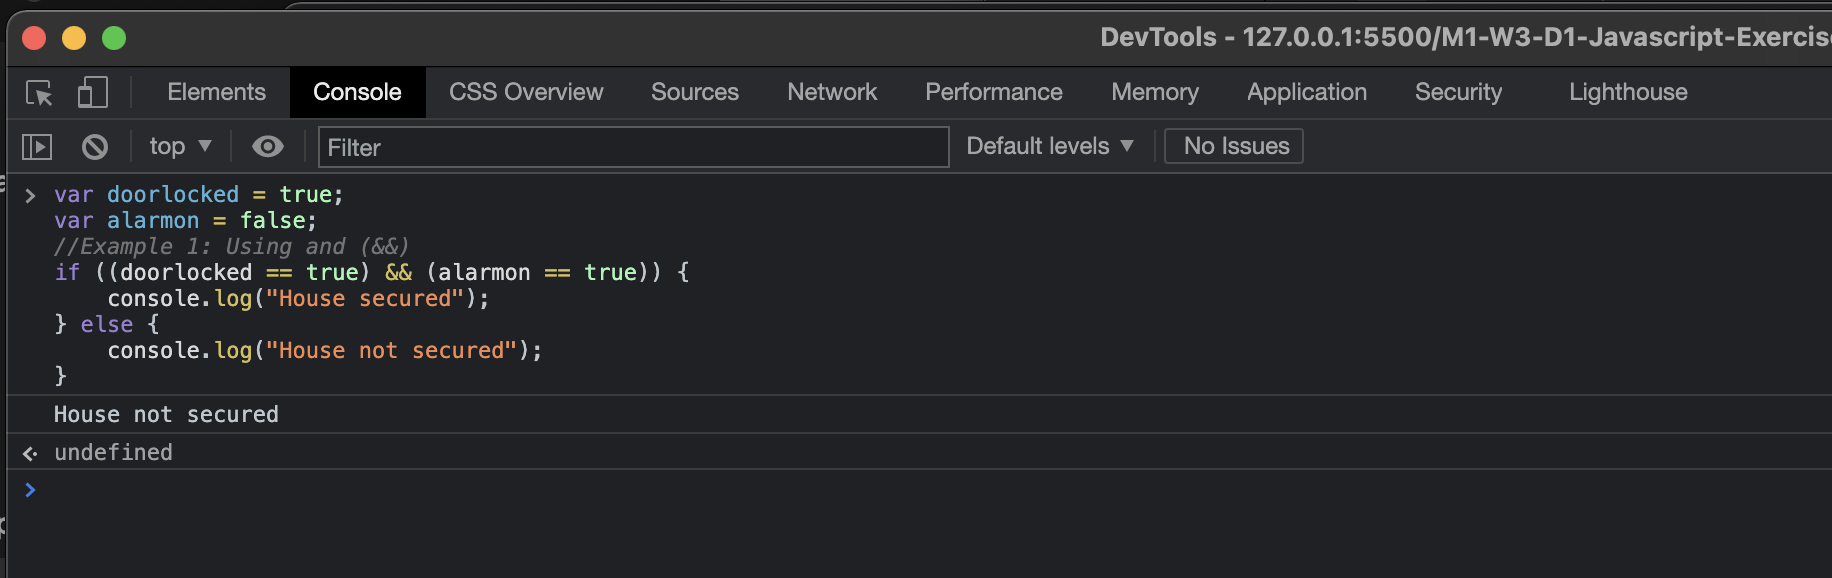 DevTools - 127.0.0.1:5500/M1-W3-D1-Javascript-Exercis
Elements Console CSS Overview Sources Network Performance Memory Application Security Lighthouse
top Filter Default levels No Issues
var doorlocked = true;
var alarmon = false;
//Example 1: Using and (&&)
if ((doorlocked == true) && (alarmon == true)) {
    console.log("House secured");
} else {
    console.log("House not secured");
}
House not secured
undefined